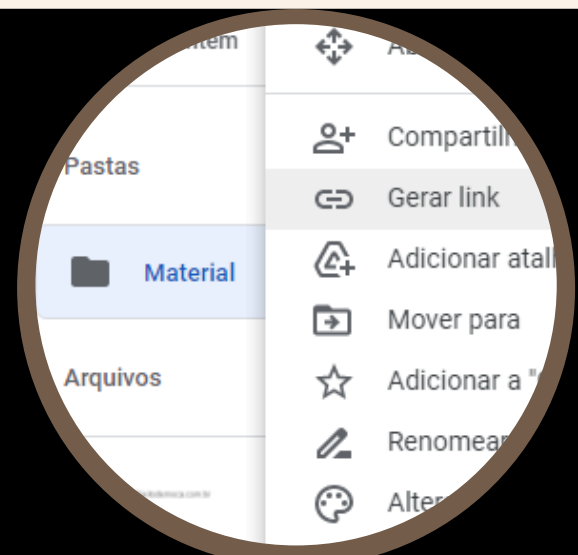 Pastas
Material
Arquivos
Compartil
Gerar link
Adicionar atal
Mover para
Adicionar a "
Renomear
Alter